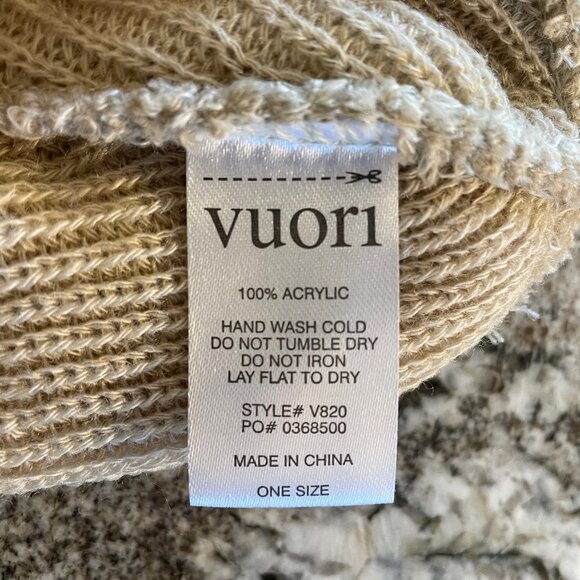 vuori
100% ACRYLIC
HAND WASH COLD
DO NOT TUMBLE DRY
DO NOT IRON
LAY FLAT TO DRY
STYLE# V820
PO# 0368500
MADE IN CHINA
ONE SIZE